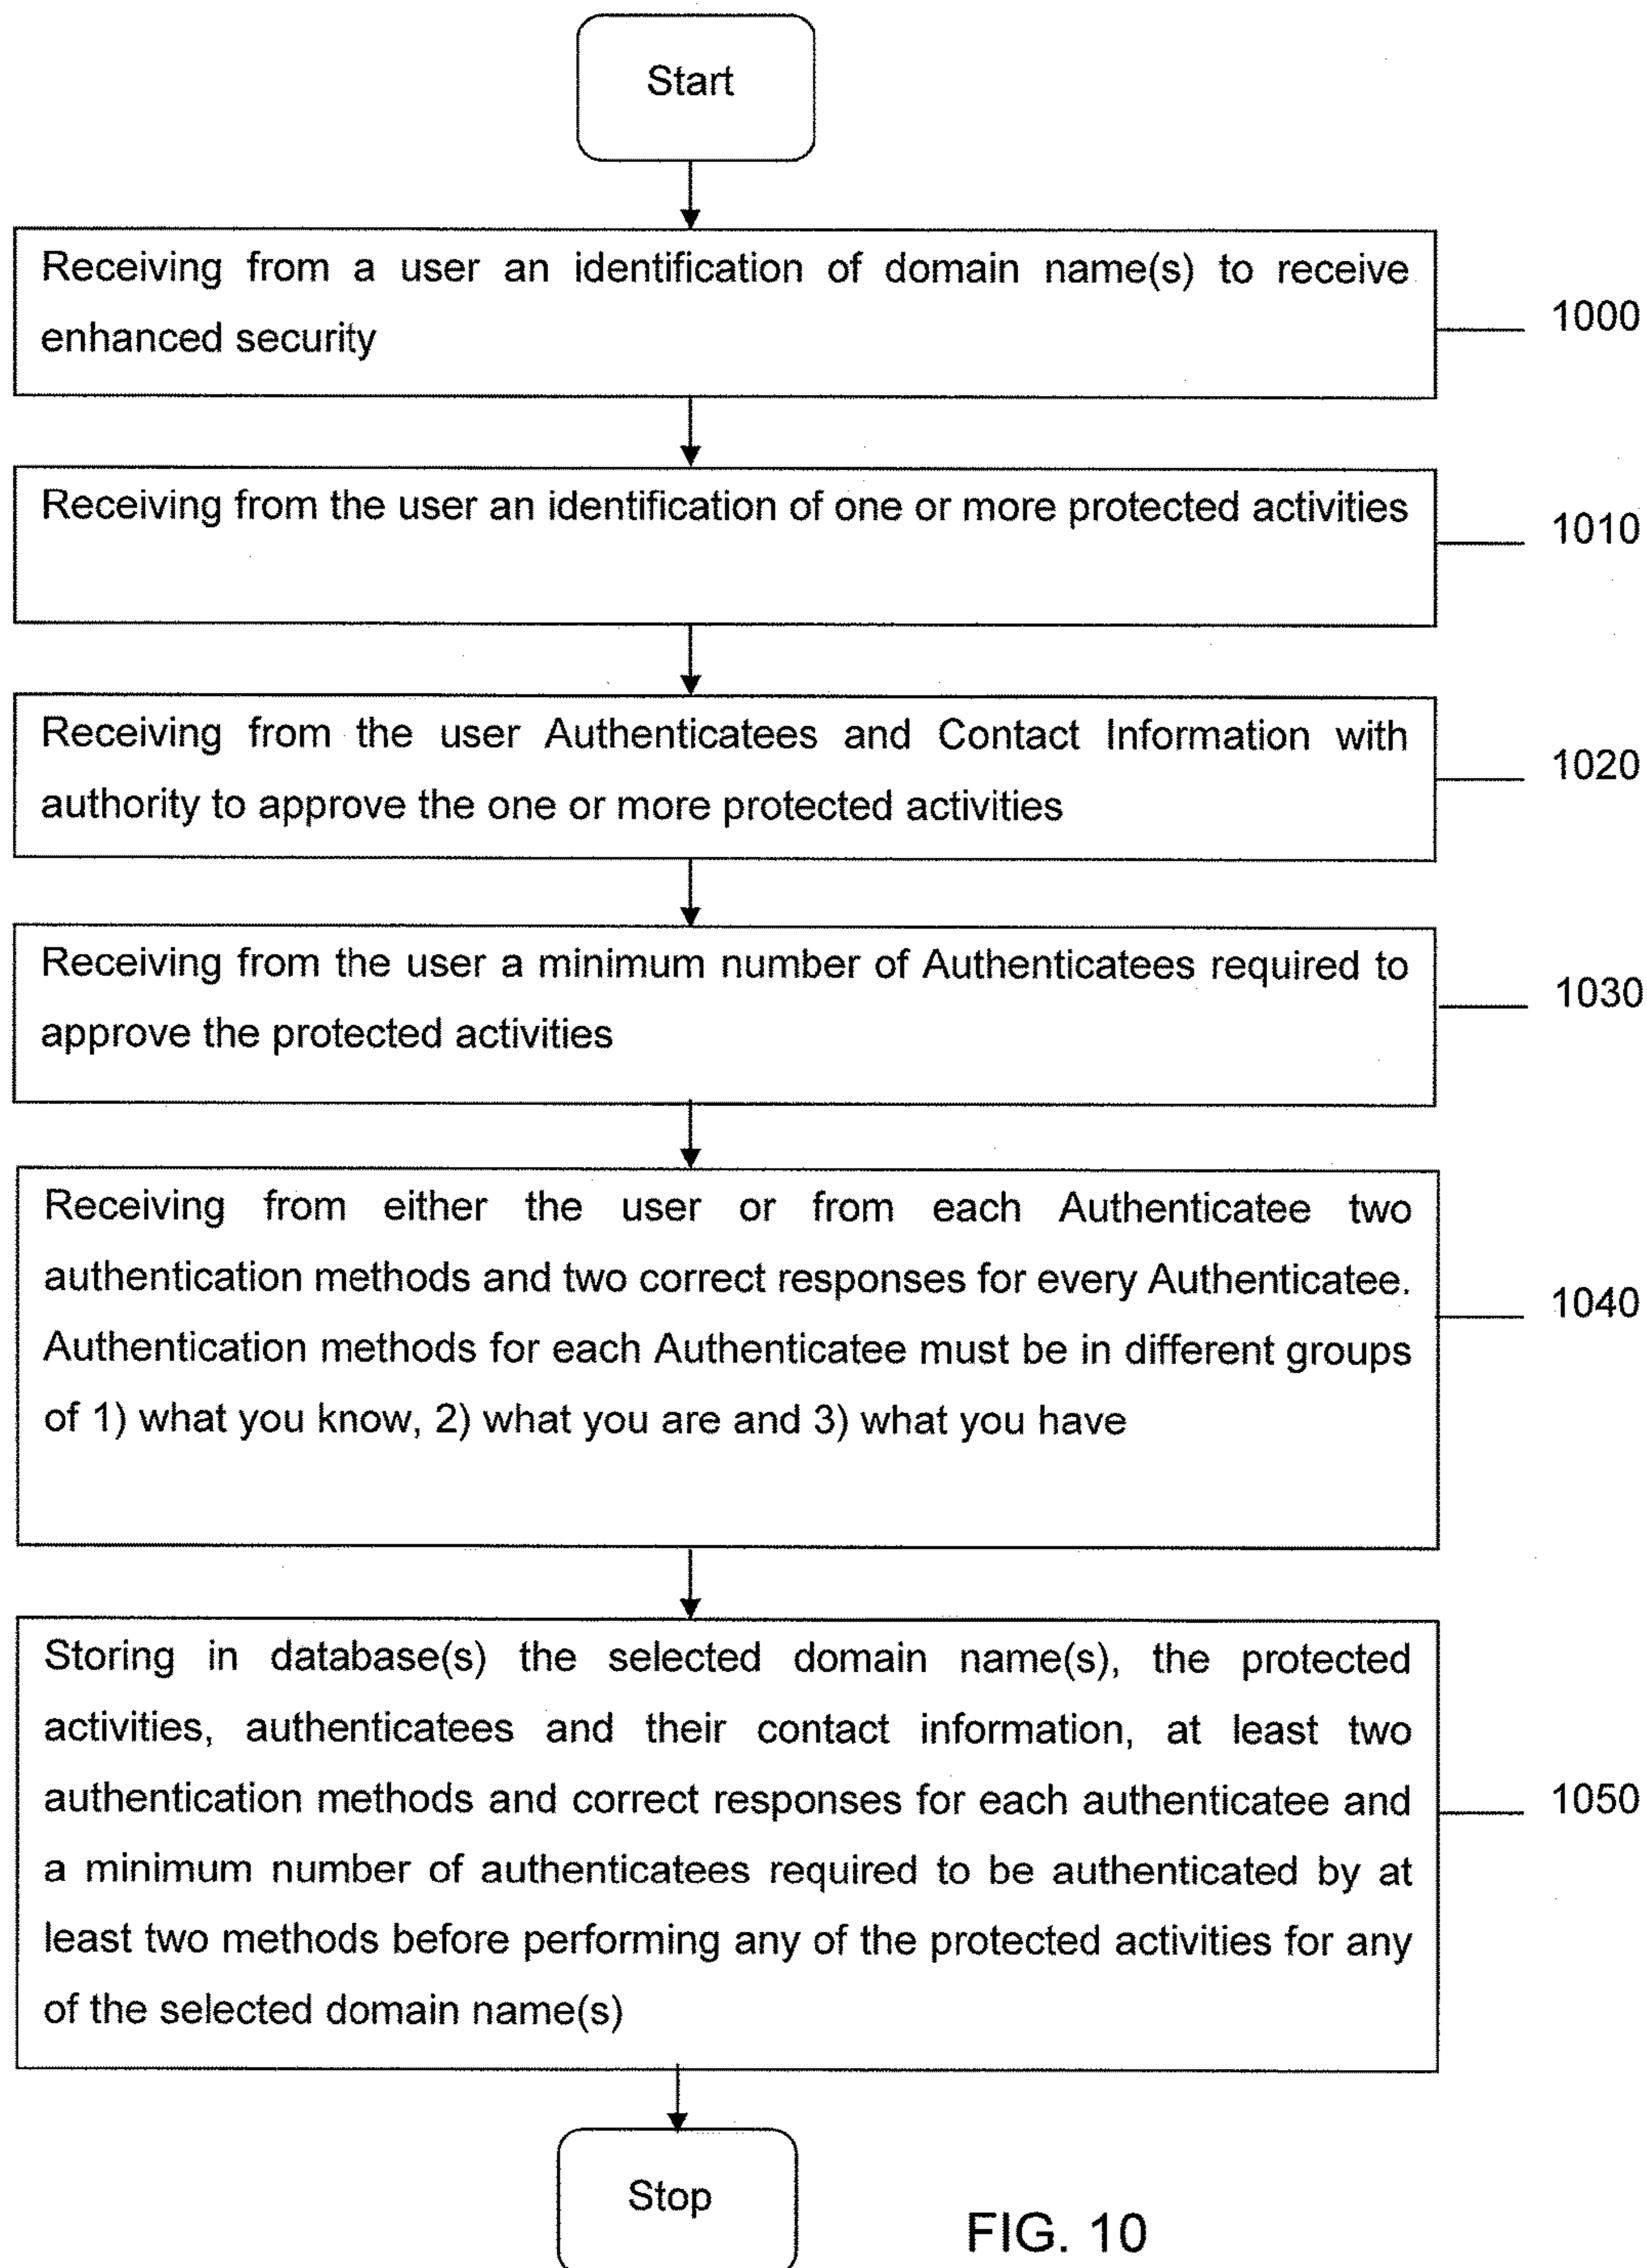 Start
Receiving from a user an identification of domain name(s) to receive
enhanced security
1000
Receiving from the user an identification of one or more protected activities
1010
Receiving from the user Authenticatees and Contact Information with
authority to approve the one or more protected activities
1020
Receiving from the user a minimum number of Authenticatees required to
approve the protected activities
1030
Receiving from either the user or from each Authenticatee two
authentication methods and two correct responses for every Authenticatee.
Authentication methods for each Authenticatee must be in different groups
of 1) what you know, 2) what you are and 3) what you have
1040
Storing in database(s) the selected domain name(s), the protected
activities, authenticatees and their contact information, at least two
authentication methods and correct responses for each authenticatee and
a minimum number of authenticatees required to be authenticated by at
least two methods before performing any of the protected activities for any
of the selected domain name(s)
1050
Stop
FIG. 10